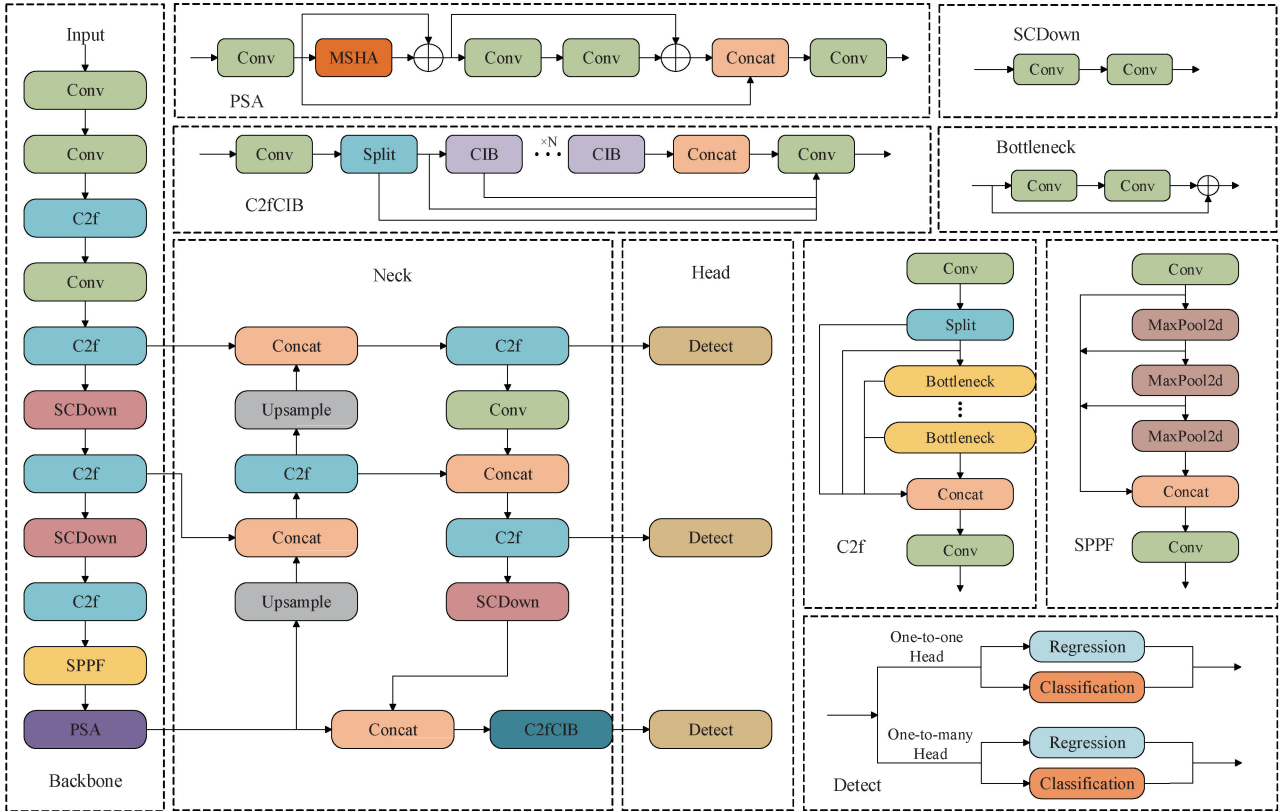 Input
Conv
Conv
C2f
Conv
C2f
SCDown
C2f
SCDown
C2f
SPPF
PSA
Backbone
Conv
MSHA
Conv
Conv
Concat
Conv
PSA
SCDown
Conv
Conv
Conv
Split
CIB
×N
CIB
Concat
Conv
C2fCIB
Bottleneck
Conv
Conv
Neck
Concat
C2f
Upsample
Conv
C2f
Concat
Concat
C2f
Upsample
SCDown
Concat
C2fCIB
Head
Detect
Detect
Detect
Conv
Split
Bottleneck
Bottleneck
Concat
C2f
Conv
Conv
MaxPool2d
MaxPool2d
MaxPool2d
Concat
SPPF
Conv
One-to-one
Head
Regression
Classification
One-to-many
Head
Regression
Classification
Detect